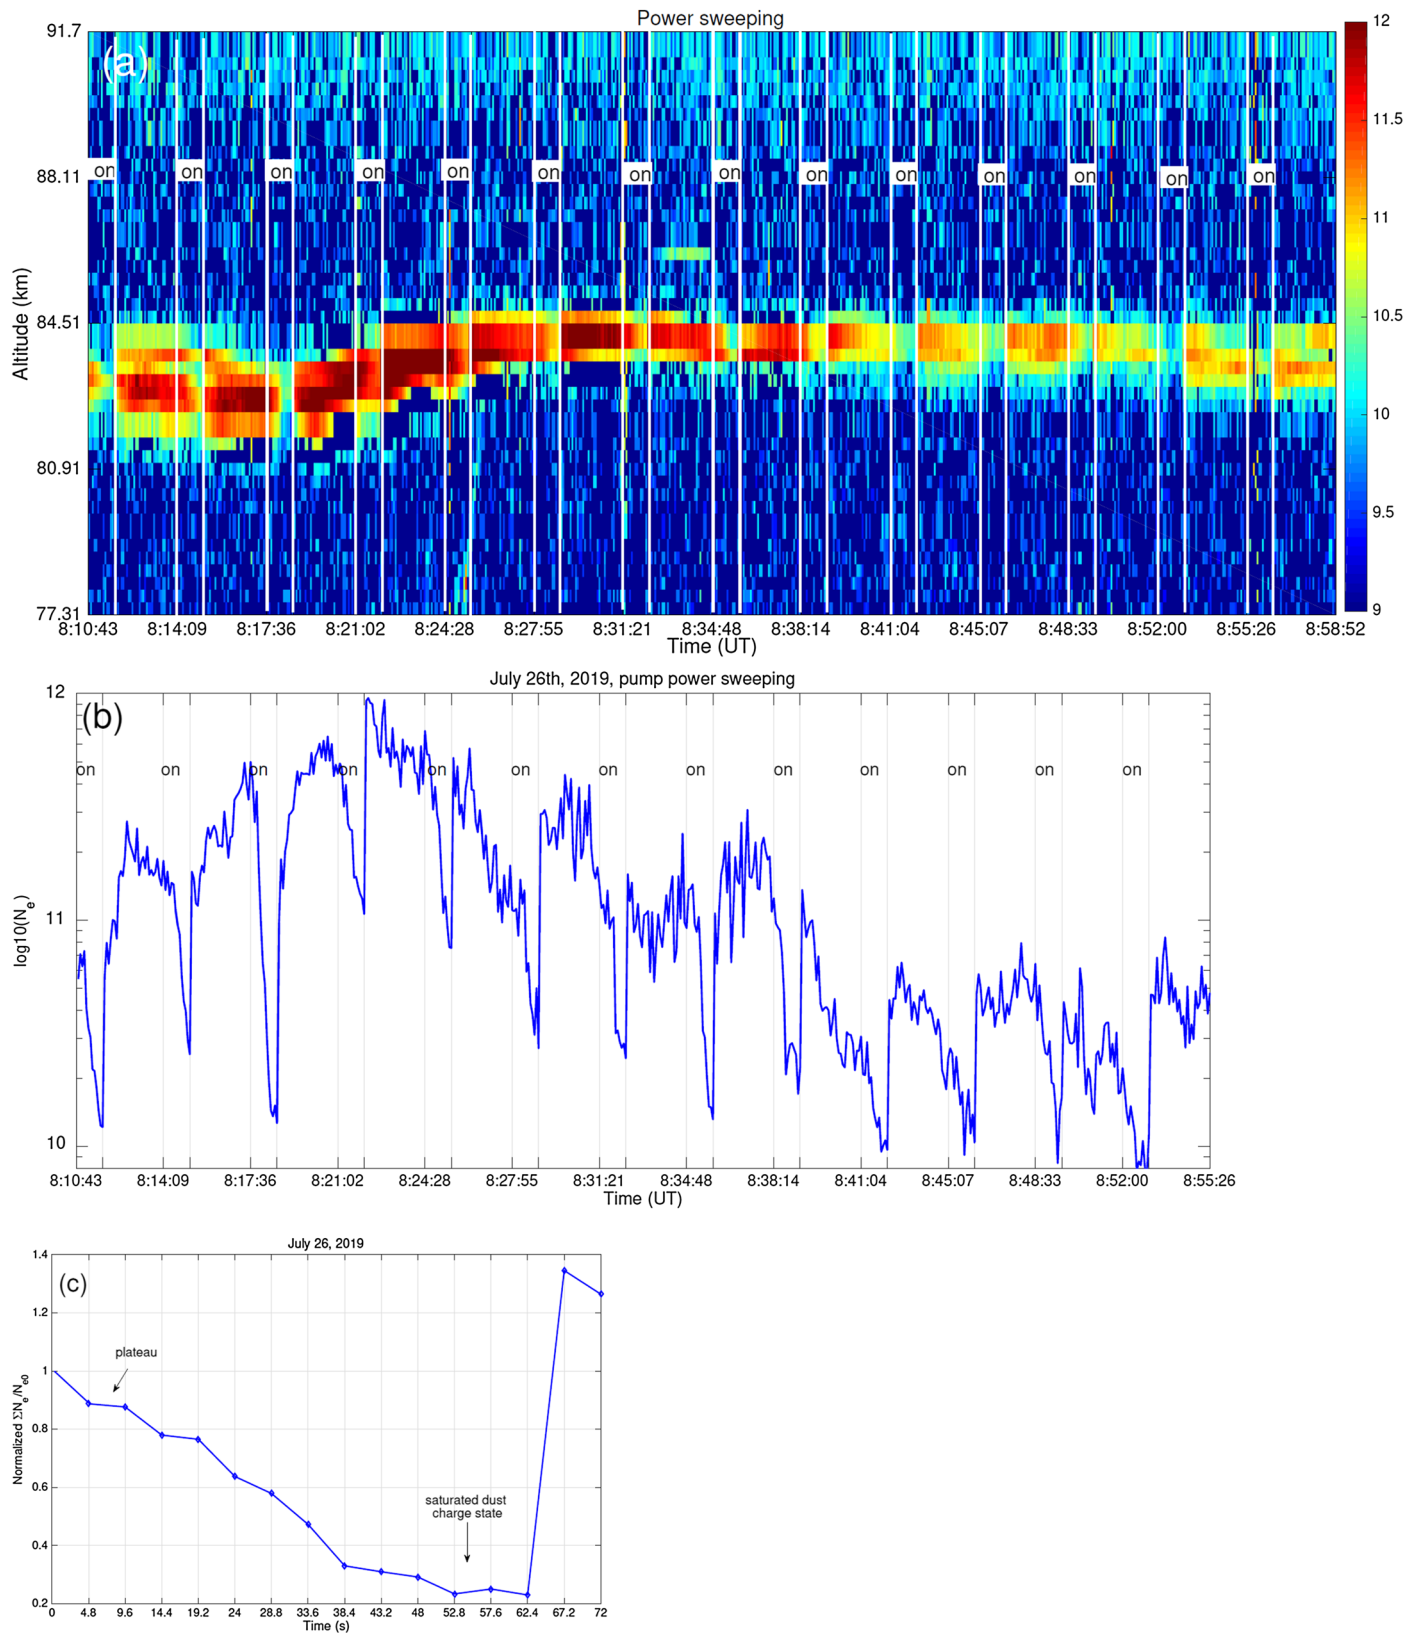 Power sweeping
(a)
91.7
88.11
84.51
80.91
77.31
Altitude (km)
on on on on on on on on on on on on on on
12
11.5
11
10.5
10
9.5
9
8:10:43 8:14:09 8:17:36 8:21:02 8:24:28 8:27:55 8:31:21 8:34:48 8:38:14 8:41:04 8:45:07 8:48:33 8:52:00 8:55:26 8:58:52
Time (UT)
July 26th, 2019, pump power sweeping
(b)
12
11
10
log10(Ne)
on on on on on on on on on on on on on
8:10:43 8:14:09 8:17:36 8:21:02 8:24:28 8:27:55 8:31:21 8:34:48 8:38:14 8:41:04 8:45:07 8:48:33 8:52:00 8:55:26
Time (UT)
July 26, 2019
(c)
1.4
1.2
1
0.8
0.6
0.4
0.2
Normalized ΣNe/Ne0
plateau
saturated dust
charge state
0 4.8 9.6 14.4 19.2 24 28.8 33.6 38.4 43.2 48 52.8 57.6 62.4 67.2 72
Time (s)